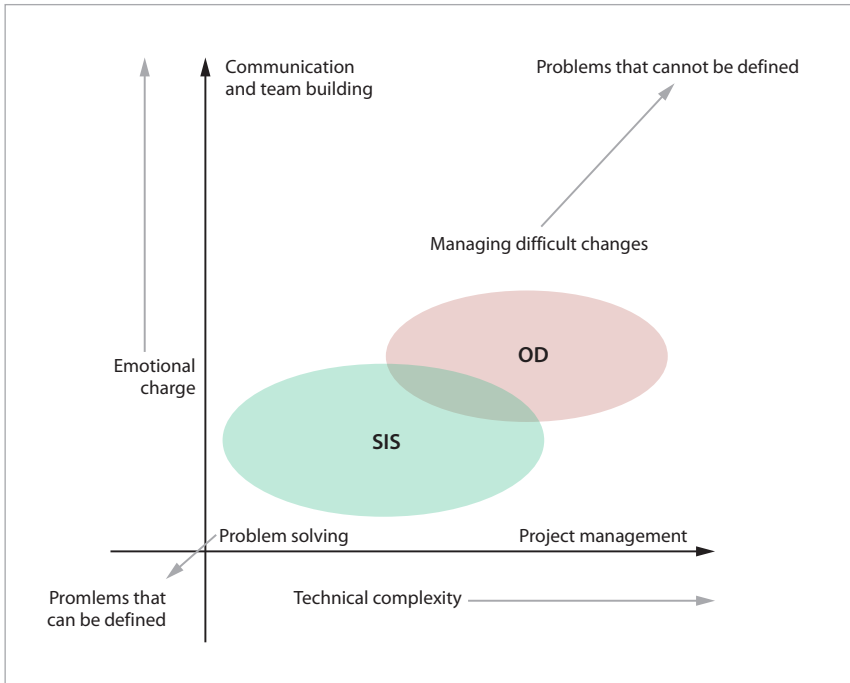 Communication
and team building
Problems that cannot be defined
Managing difficult changes
OD
Emotional
charge
SIS
Problem solving
Project management
Promlems that
can be defined
Technical complexity